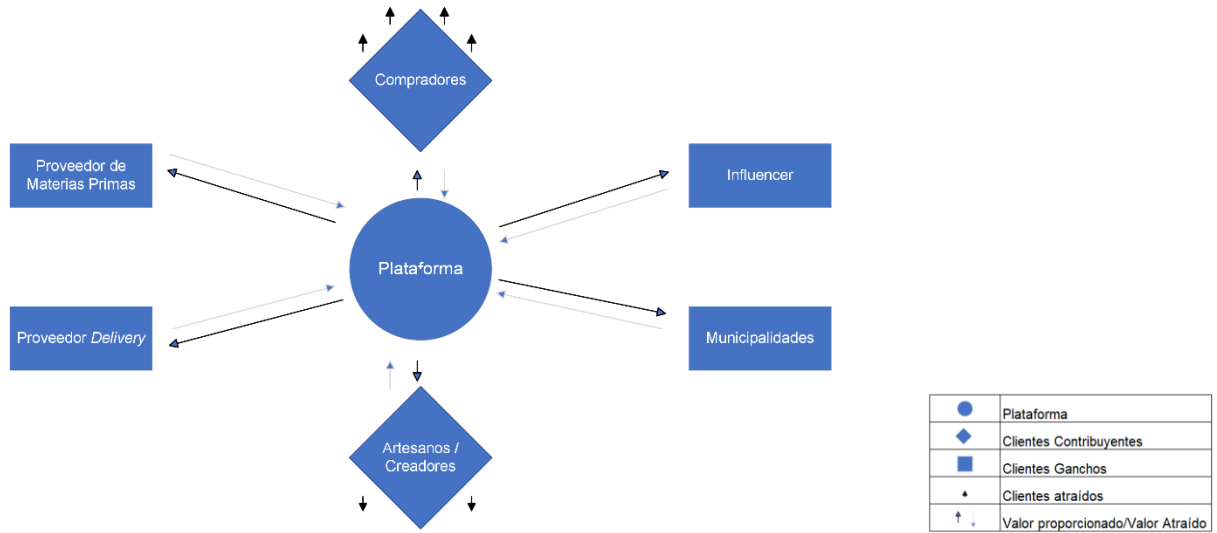 Compradores
Proveedor de
Materias Primas
Influencer
Plataforma
Proveedor Delivery
Municipalidades
Artesanos /
Creadores
Plataforma
Clientes Contribuyentes
Clientes Ganchos
Clientes atraídos
Valor proporcionado/Valor Atraído